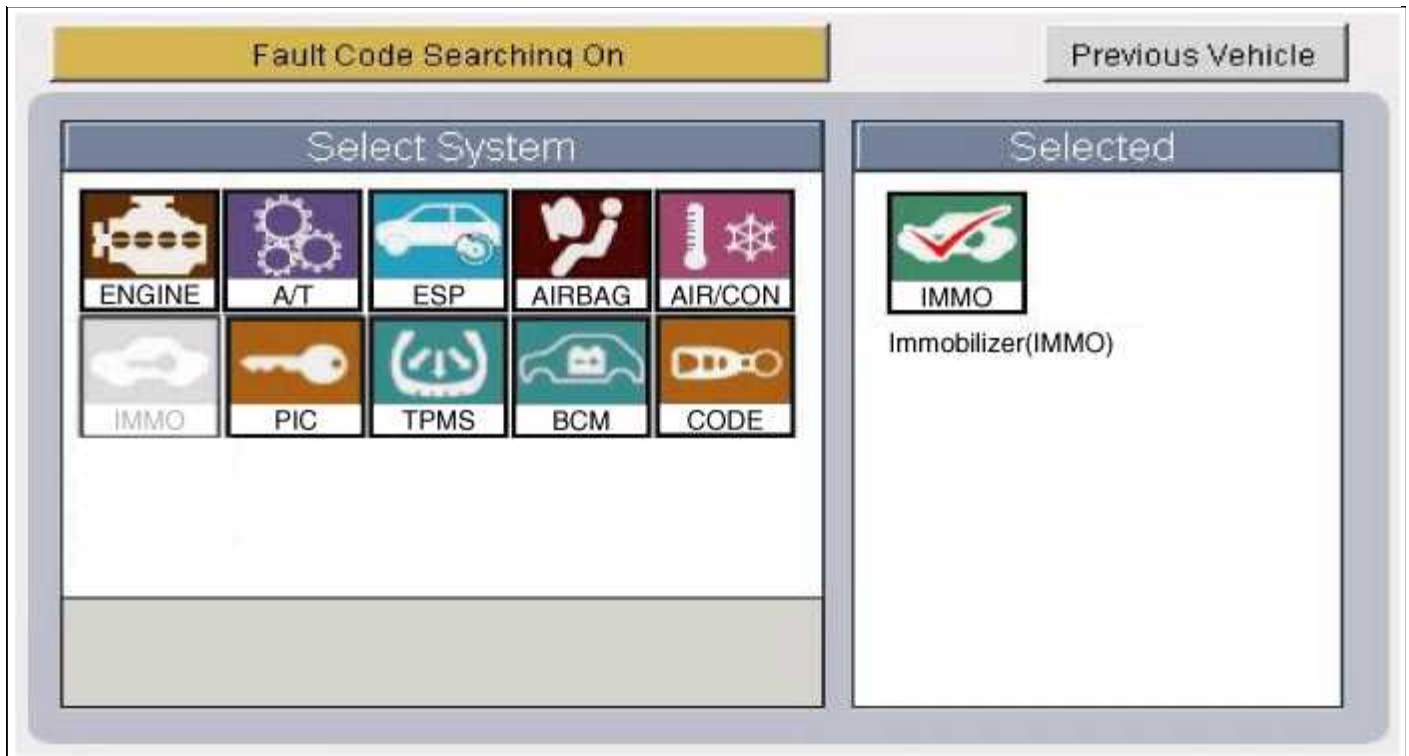 Fault Code Searching On
Previous Vehicle
Select System
Selected
ENGINE
A/T
ESP
AIRBAG
AIR/CON
IMMO
PIC
TPMS
BCM
CODE
IMMO
Immobilizer(IMMO)